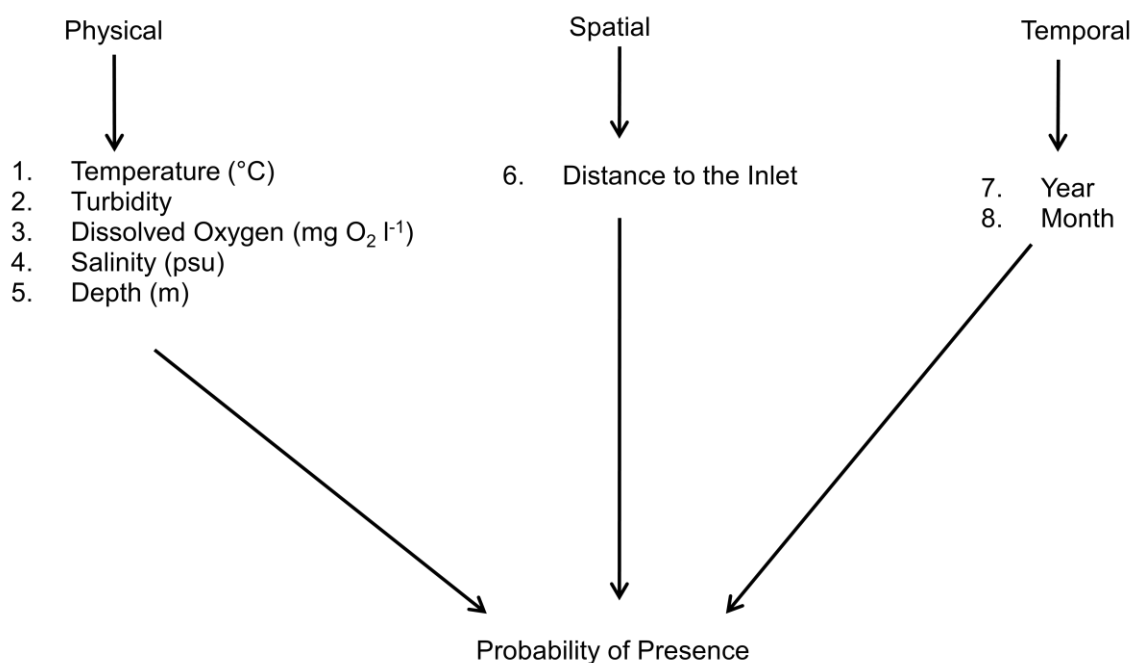 Physical
Spatial
Temporal
1. Temperature (°C)
2. Turbidity
3. Dissolved Oxygen (mg O₂ l⁻¹)
4. Salinity (psu)
5. Depth (m)
6. Distance to the Inlet
7. Year
8. Month
Probability of Presence